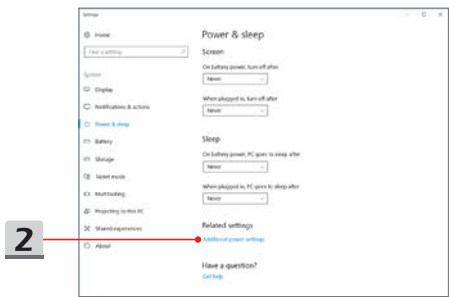 Settings
Home
Find a setting
System
Display
Notifications & actions
Power & sleep
Battery
Storage
Tablet mode
Multitasking
Projecting to this PC
Shared experiences
About
Power & sleep
Screen
On battery power, turn off after
Never
When plugged in, turn off after
Never
Sleep
On battery power, PC goes to sleep after
Never
When plugged in, PC goes to sleep after
Never
Related settings
Additional power settings
Have a question?
Get help
2